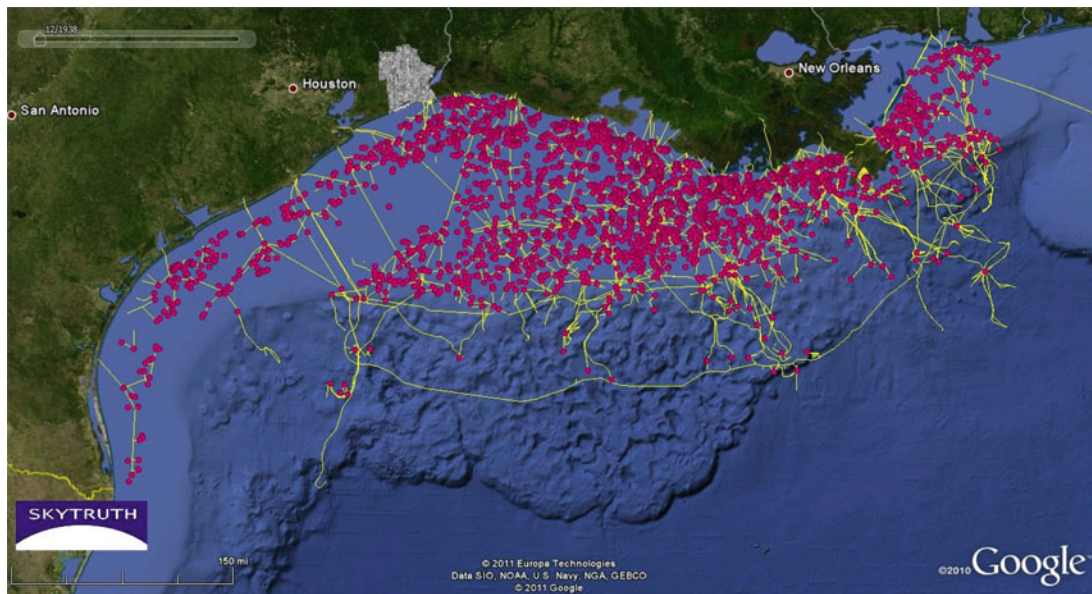 12/1938
San Antonio
Houston
New Orleans
SKYTRUTH
150 mi
© 2011 Europa Technologies
Data SIO, NOAA, U.S. Navy, NGA, GEBCO
© 2011 Google
©2010 Google